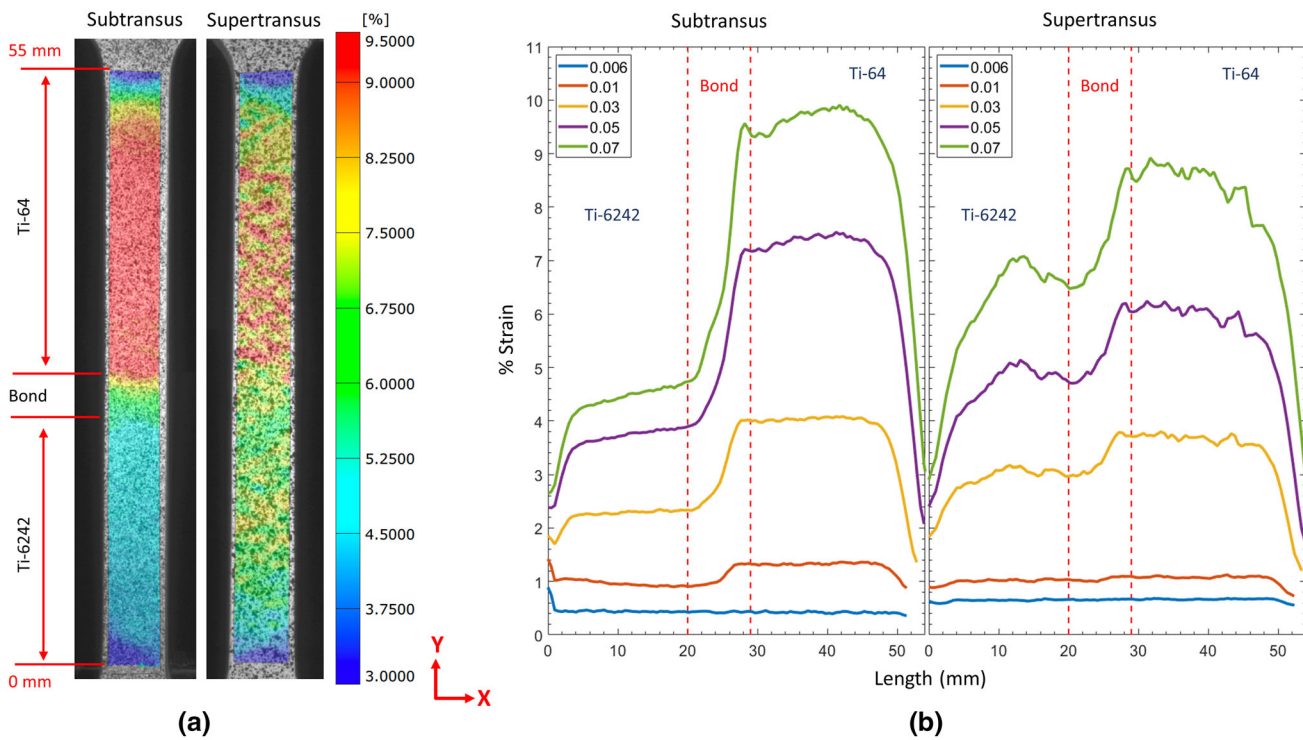 Subtransus
Supertransus
[%]
55 mm
Ti-64
Bond
Ti-6242
0 mm
9.5000
9.0000
8.2500
7.5000
6.7500
6.0000
5.2500
4.5000
3.7500
3.0000
Y
X
(a)
Subtransus
Supertransus
% Strain
11
10
9
8
7
6
5
4
3
2
1
0
0.006
0.01
0.03
0.05
0.07
Bond
Ti-64
Ti-6242
0
10
20
30
40
50
0.006
0.01
0.03
0.05
0.07
Bond
Ti-64
Ti-6242
0
10
20
30
40
50
Length (mm)
(b)